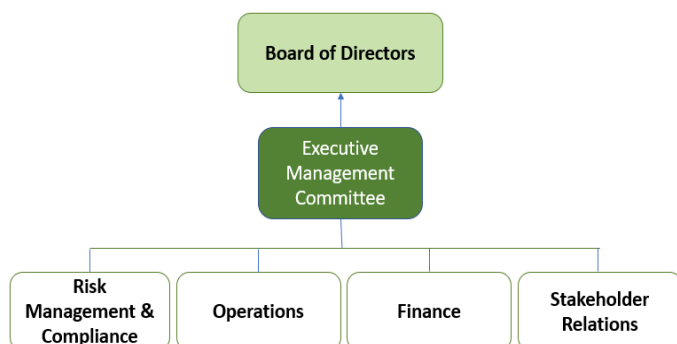 Board of Directors
Executive
Management
Committee
Risk
Management &
Compliance
Operations
Finance
Stakeholder
Relations